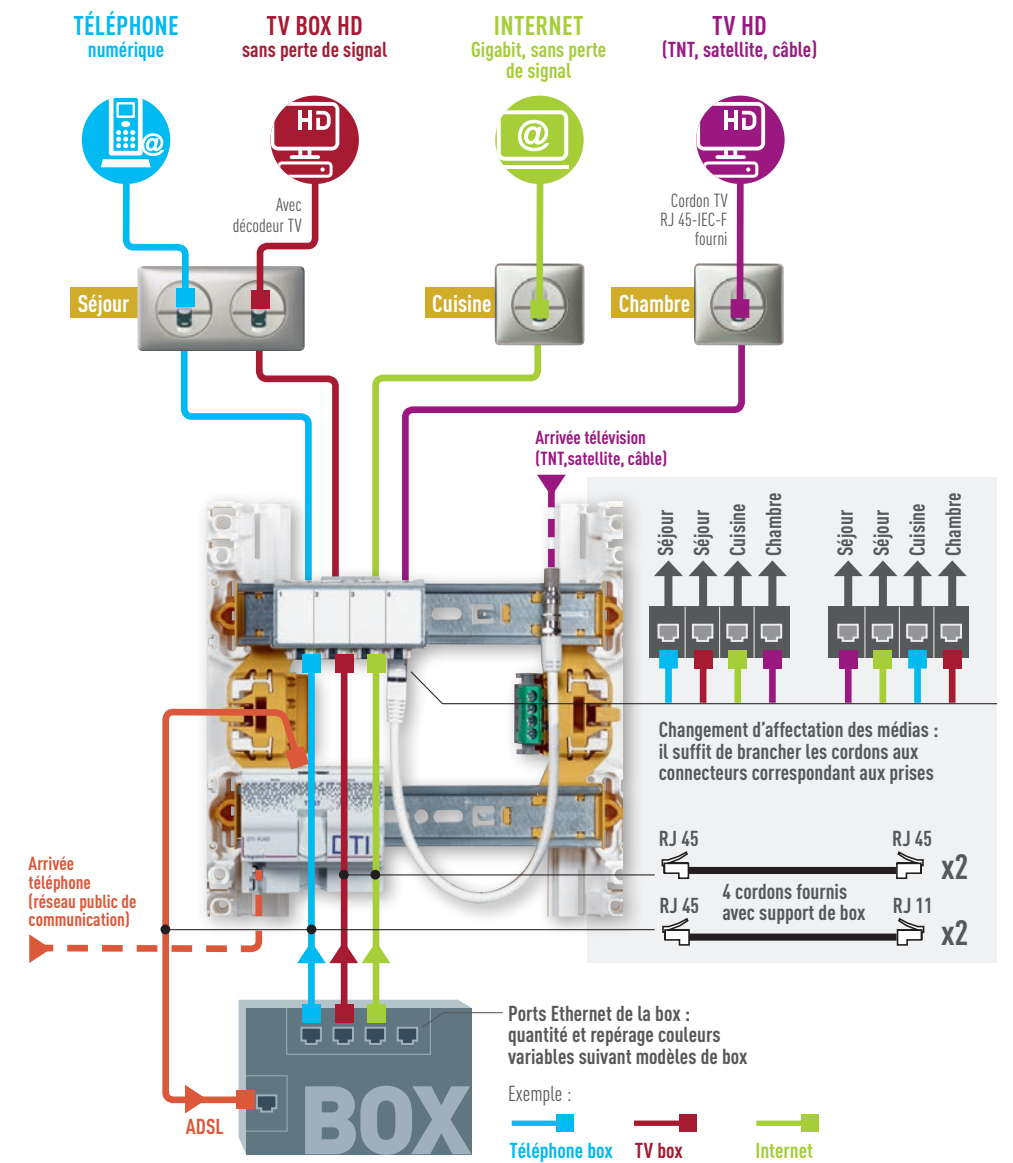 TÉLÉPHONE
numérique
TV BOX HD
sans perte de signal
INTERNET
Gigabit, sans perte
de signal
TV HD
(TNT, satellite, câble)
@
HD
@
HD
Avec
décodeur TV
Cordon TV
RJ 45-IEC-F
fourni
Séjour
Cuisine
Chambre
Arrivée télévision
(TNT,satellite, câble)
Séjour
Séjour
Cuisine
Chambre
Séjour
Séjour
Cuisine
Chambre
1
2
3
4
Changement d’affectation des médias :
il suffit de brancher les cordons aux
connecteurs correspondant aux prises
DTI
RJ 45
RJ 45
x2
4 cordons fournis
avec support de box
RJ 45
RJ 11
x2
Arrivée
téléphone
(réseau public de
communication)
Ports Ethernet de la box :
quantité et repérage couleurs
variables suivant modèles de box
BOX
ADSL
Exemple :
Téléphone box
TV box
Internet